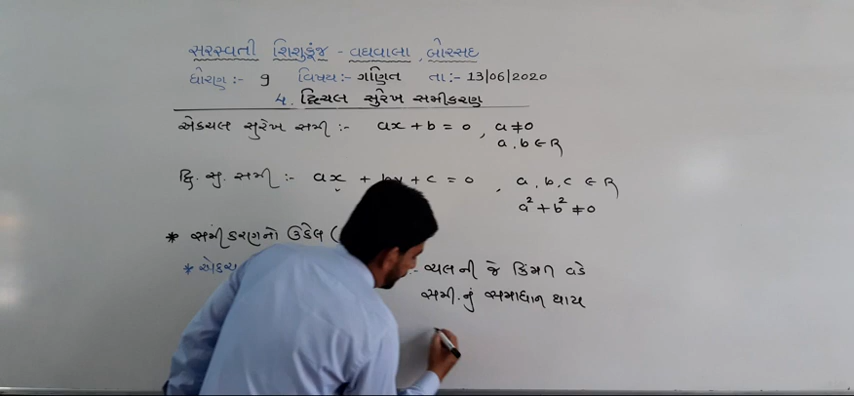 સરસ્વતી શિશુકુંજ - વઘવાલા, બોરસદ
ધોરણ :- 9 વિષય :- ગણિત તા :- 13/06/2020
4. દ્વિચલ સુરેખ સમીકરણ
એકચલ સુરેખ સમી :- ax + b = 0, a ≠ 0
a, b ∈ R
દ્વિ. સુ. સમી :- ax + by + c = 0, a, b, c ∈ R
a² + b² ≠ 0
* સમીકરણનો ઉકેલ (
* એકચ :- ચલની જે કિંમત વડે
સમી. નું સમાધાન થાય